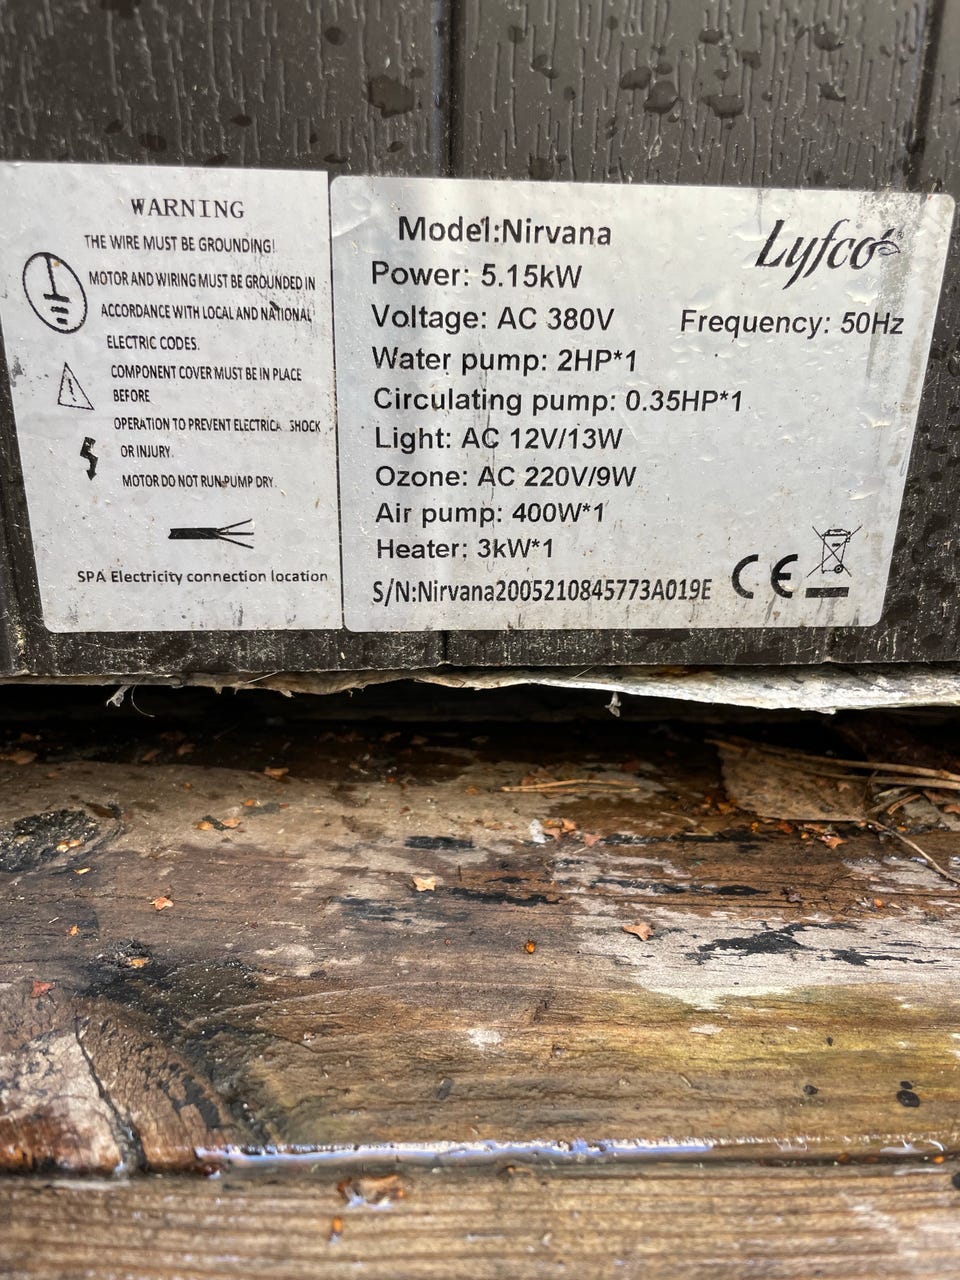 WARNING
THE WIRE MUST BE GROUNDING!
MOTOR AND WIRING MUST BE GROUNDED IN
ACCORDANCE WITH LOCAL AND NATIONAL
ELECTRIC CODES.
COMPONENT COVER MUST BE IN PLACE
BEFORE
OPERATION TO PREVENT ELECTRICA SHOCK
OR INJURY.
MOTOR DO NOT RUN PUMP DRY.
SPA Electricity connection location
Model:Nirvana
Lyfco
Power: 5.15kW
Voltage: AC 380V Frequency: 50Hz
Water pump: 2HP*1
Circulating pump: 0.35HP*1
Light: AC 12V/13W
Ozone: AC 220V/9W
Air pump: 400W*1
Heater: 3kW*1
S/N:Nirvana2005210845773A019E
CE